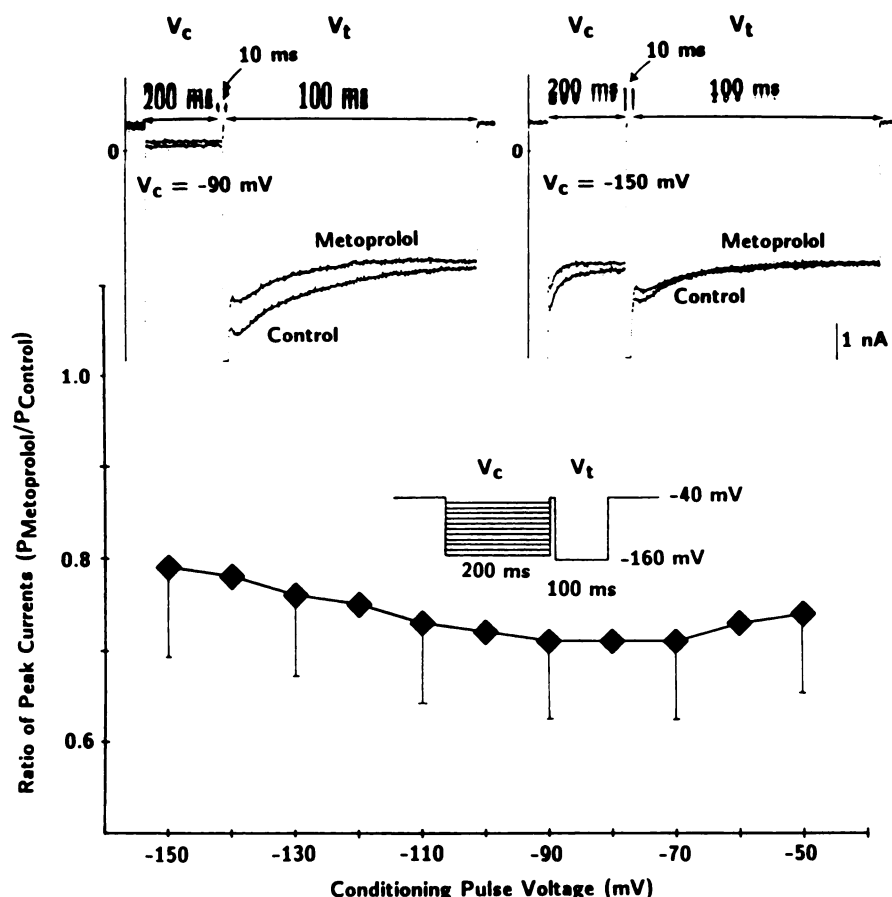 Vc Vt
10 ms
200 ms 100 ms
0
Vc = -90 mV
Metoprolol
Control
Vc Vt
10 ms
200 ms 100 ms
0
Vc = -150 mV
Metoprolol
Control
1 nA
Ratio of Peak Currents (PMetoprolol/PControl)
1.0
0.8
0.6
Vc Vt
-40 mV
-160 mV
200 ms
100 ms
-150 -130 -110 -90 -70 -50
Conditioning Pulse Voltage (mV)